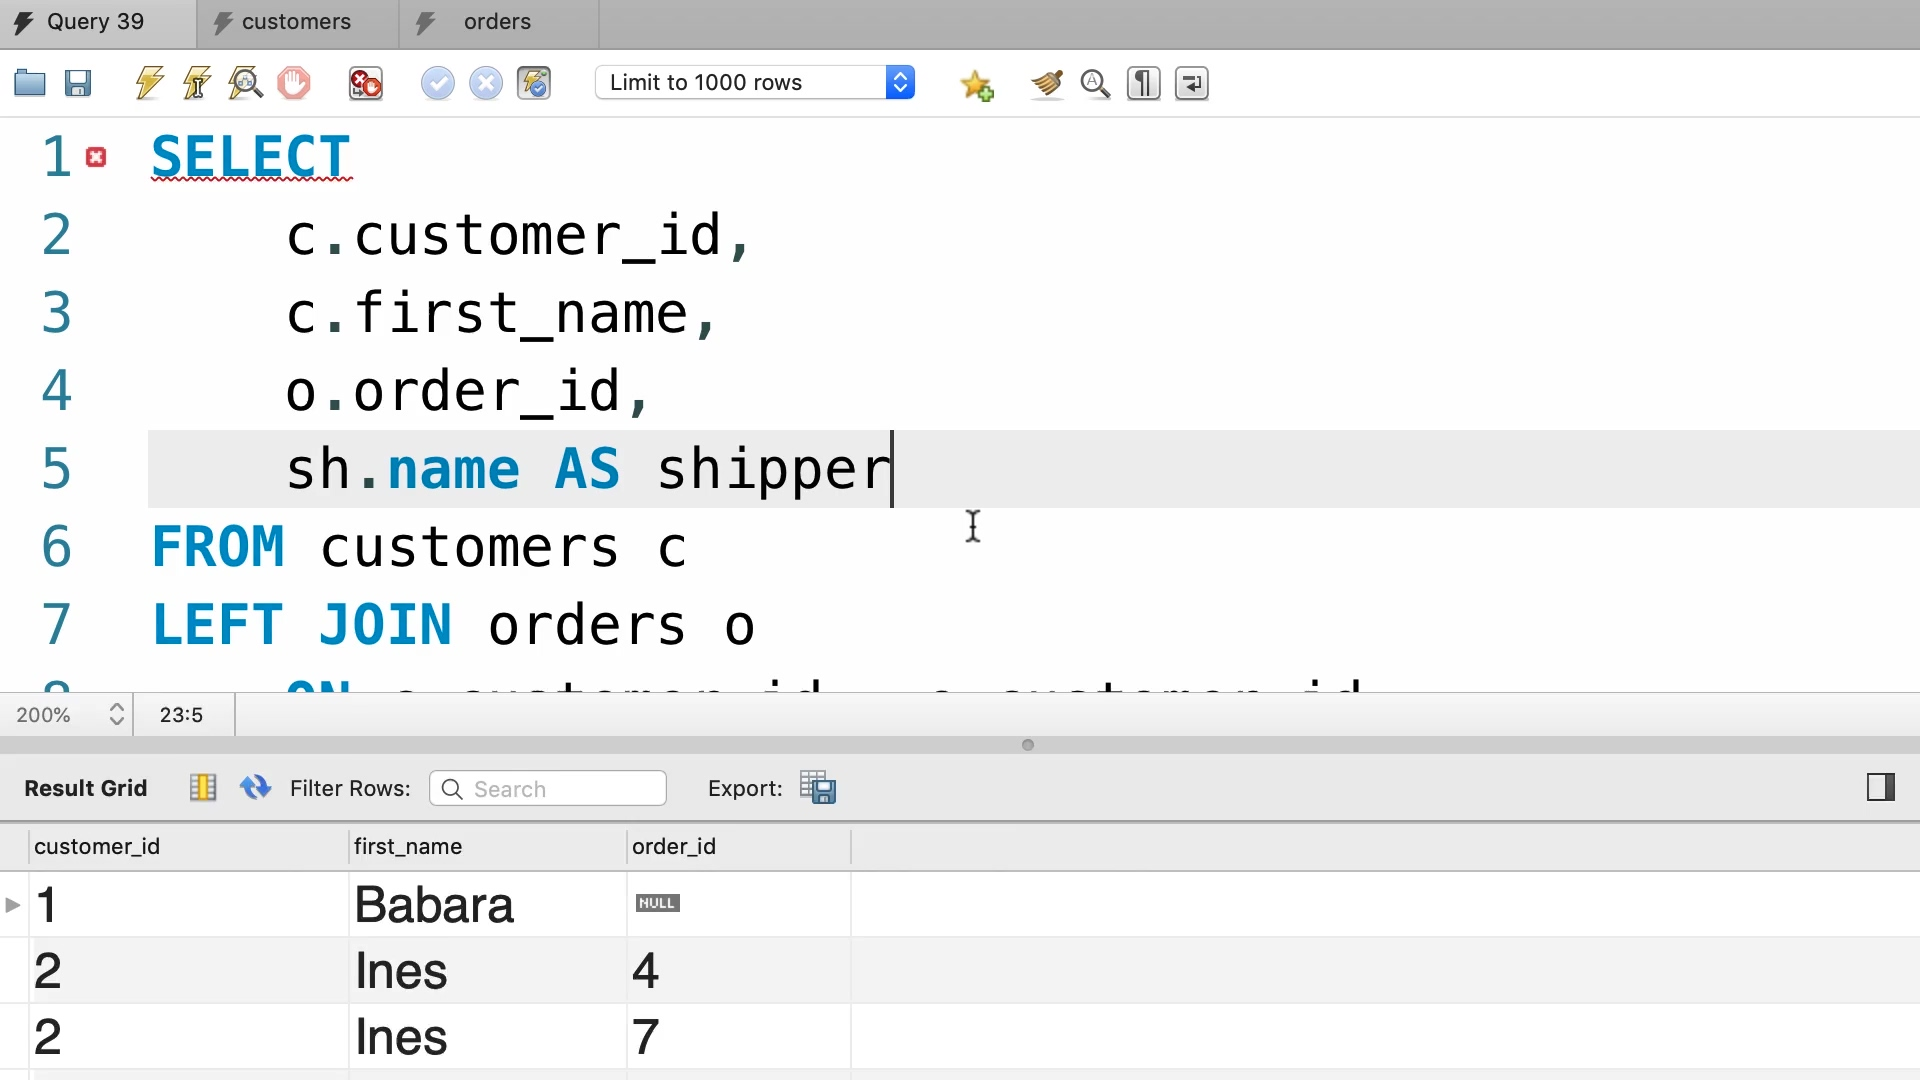 Query 39 customers orders
Limit to 1000 rows
1 SELECT
2 c.customer_id,
3 c.first_name,
4 o.order_id,
5 sh.name AS shipper
6 FROM customers c
7 LEFT JOIN orders o
200% 23:5
Result Grid Filter Rows: Search Export:
customer_id first_name order_id
1 Babara NULL
2 Ines 4
2 Ines 7